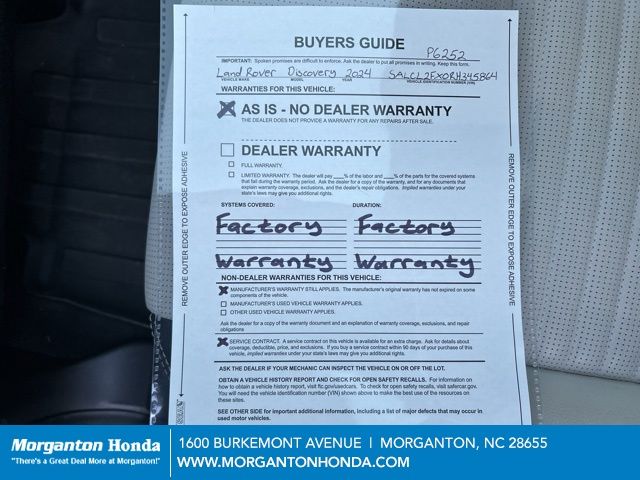 BUYERS GUIDE
P6252
IMPORTANT: Spoken promises are difficult to enforce. Ask the dealer to put all promises in writing. Keep this form.
Land Rover Discovery 2024 SALCL2FX0RH345864
VEHICLE MAKE MODEL YEAR VEHICLE IDENTIFICATION NUMBER (VIN)
WARRANTIES FOR THIS VEHICLE:
X AS IS - NO DEALER WARRANTY
THE DEALER DOES NOT PROVIDE A WARRANTY FOR ANY REPAIRS AFTER SALE.
DEALER WARRANTY
FULL WARRANTY.
LIMITED WARRANTY. The dealer will pay ___% of the labor and ___% of the parts for the covered systems
that fail during the warranty period. Ask the dealer for a copy of the warranty, and for any documents that
explain warranty coverage, exclusions, and the dealer's repair obligations. Implied warranties under your
state's laws may give you additional rights.
SYSTEMS COVERED: DURATION:
Factory Factory
Warranty Warranty
NON-DEALER WARRANTIES FOR THIS VEHICLE:
X MANUFACTURER'S WARRANTY STILL APPLIES. The manufacturer's original warranty has not expired on some
components of the vehicle.
MANUFACTURER'S USED VEHICLE WARRANTY APPLIES.
OTHER USED VEHICLE WARRANTY APPLIES.
Ask the dealer for a copy of the warranty document and an explanation of warranty coverage, exclusions, and repair
obligations
X SERVICE CONTRACT. A service contract on this vehicle is available for an extra charge. Ask for details about
coverage, deductible, price, and exclusions. If you buy a service contract within 90 days of your purchase of this
vehicle, implied warranties under your state's laws may give you additional rights.
ASK THE DEALER IF YOUR MECHANIC CAN INSPECT THE VEHICLE ON OR OFF THE LOT.
OBTAIN A VEHICLE HISTORY REPORT AND CHECK FOR OPEN SAFETY RECALLS. For information on
how to obtain a vehicle history report, visit ftc.gov/usedcars. To check for open safety recalls, visit safercar.gov.
You will need the vehicle identification number (VIN) shown above to make the best use of the resources on
these sites.
SEE OTHER SIDE for important additional information, including a list of major defects that may occur in
used motor vehicles.
REMOVE OUTER EDGE TO EXPOSE ADHESIVE
REMOVE OUTER EDGE TO EXPOSE ADHESIVE
Morganton Honda
"There's a Great Deal More at Morganton!"
1600 BURKEMONT AVENUE | MORGANTON, NC 28655
WWW.MORGANTONHONDA.COM